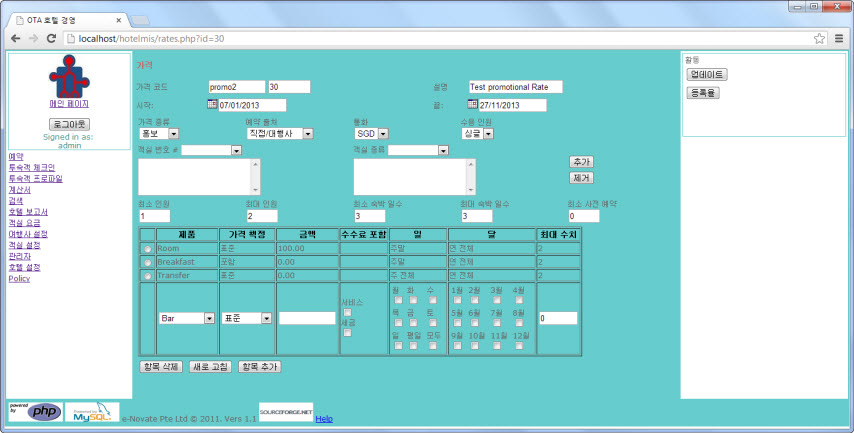 OTA 호텔 경영
localhost/hotelmis/rates.php?id=30
메인 페이지
로그아웃
Signed in as:
admin
예약
투숙객 체크인
투숙객 프로파일
계산서
검색
호텔 보고서
객실 요금
여행사 설정
객실 설정
관리자
호텔 설정
Policy
가격
가격 코드 promo2 30 설명 Test promotional Rate
시작: 07/01/2013 끝: 27/11/2013
가격 종류 예약 출처 통화 수용 인원
홍보 직접/대행사 SGD 싱글
객실 번호 # 객실 종류
추가
제거
최소 인원 최대 인원 최소 숙박 일수 최대 숙박 일수 최소 사전 예약
1 2 3 3 0
제품 가격 책정 금액 수수료 포함 일 달 최대 수치
Room 표준 100.00 주말 연 전체 2
Breakfast 포함 0.00 주말 연 전체 2
Transfer 표준 0.00 주 전체 연 전체 2
월 화 수 1월 2월 3월 4월
서비스
목 금 토 5월 6월 7월 8월
Bar 표준 0
세금
일 평일 모두 9월 10월 11월 12월
항목 삭제 새로 고침 항목 추가
활동
업데이트
등록율
powered by php Powered by MySQL e-Novate Pte Ltd © 2011. Vers 1.1 SOURCEFORGE.NET Help